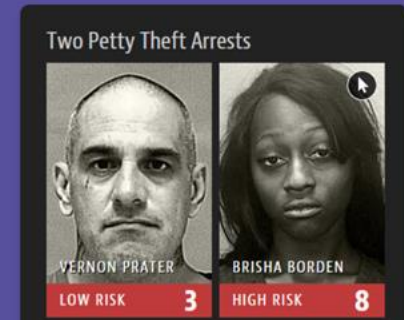 Two Petty Theft Arrests
VERNON PRATER
LOW RISK 3
BRISHA BORDEN
HIGH RISK 8